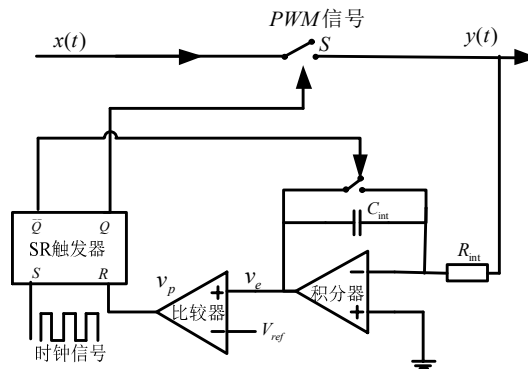 PWM信号
x(t)
S
y(t)
Q̅
Q
SR触发器
S
R
时钟信号
v_p
v_e
比较器
+
−
V_ref
C_int
积分器
−
+
R_int